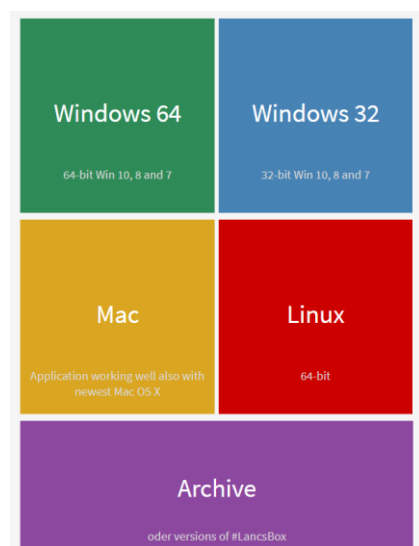 Windows 64
64-bit Win 10, 8 and 7
Windows 32
32-bit Win 10, 8 and 7
Mac
Application working well also with
newest Mac OS X
Linux
64-bit
Archive
oder versions of #LancsBox